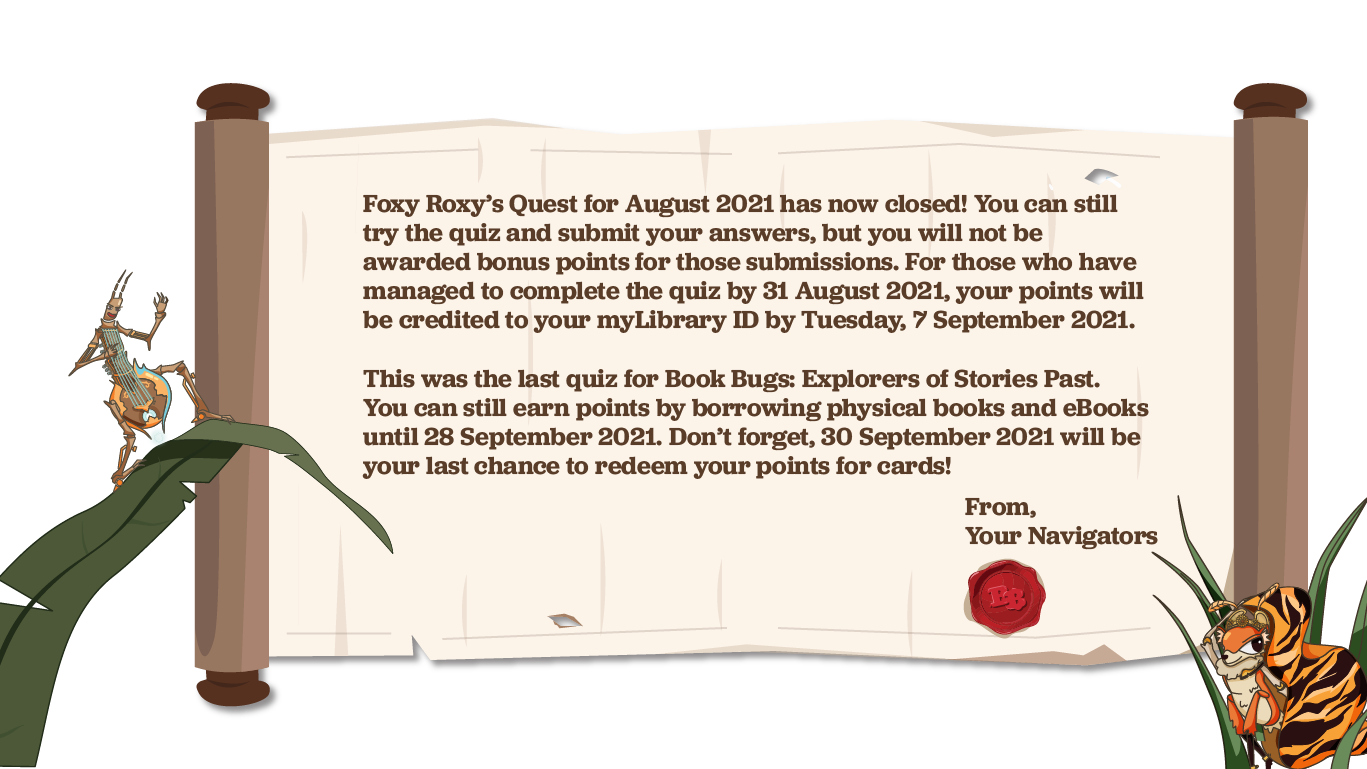 Foxy Roxy’s Quest for August 2021 has now closed! You can still
try the quiz and submit your answers, but you will not be
awarded bonus points for those submissions. For those who have
managed to complete the quiz by 31 August 2021, your points will
be credited to your myLibrary ID by Tuesday, 7 September 2021.
This was the last quiz for Book Bugs: Explorers of Stories Past.
You can still earn points by borrowing physical books and eBooks
until 28 September 2021. Don’t forget, 30 September 2021 will be
your last chance to redeem your points for cards!
From,
Your Navigators
BB